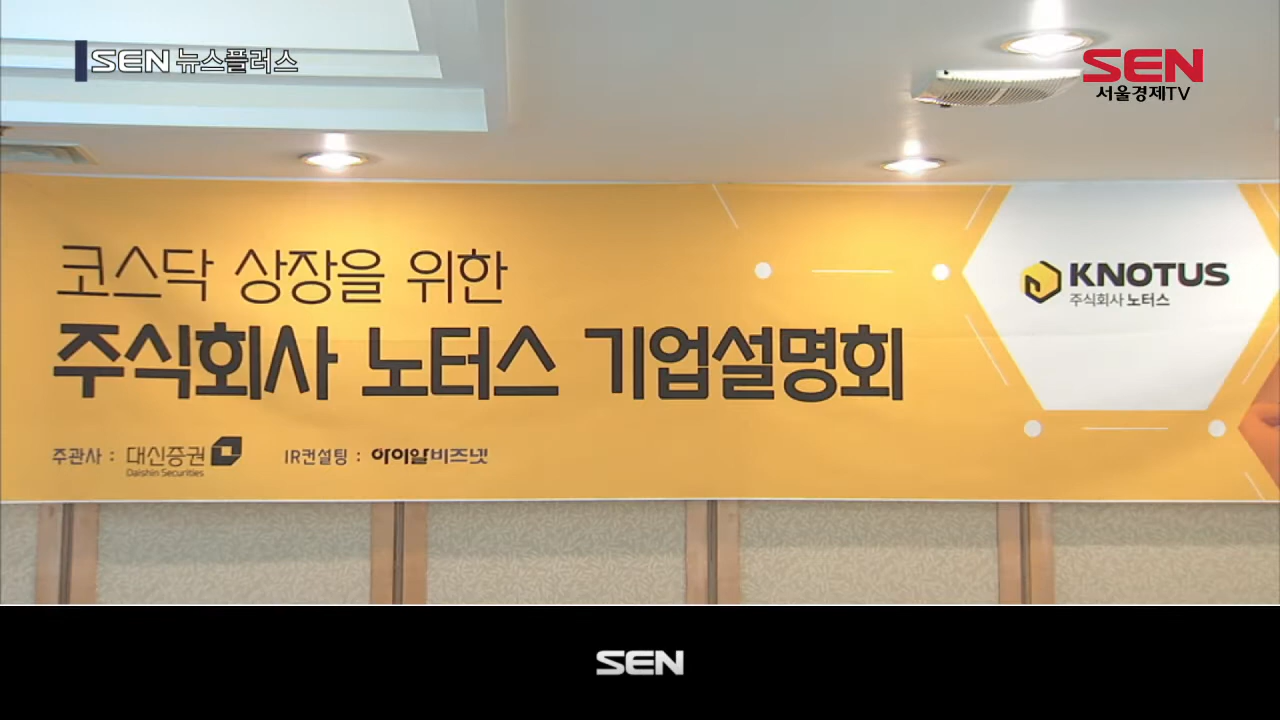 SEN 뉴스플러스
SEN
서울경제TV
코스닥 상장을 위한
주식회사 노터스 기업설명회
KNOTUS
주식회사 노터스
주관사 : 대신증권 IR컨설팅 : 아이알비즈넷
Daishin Securities
SEN